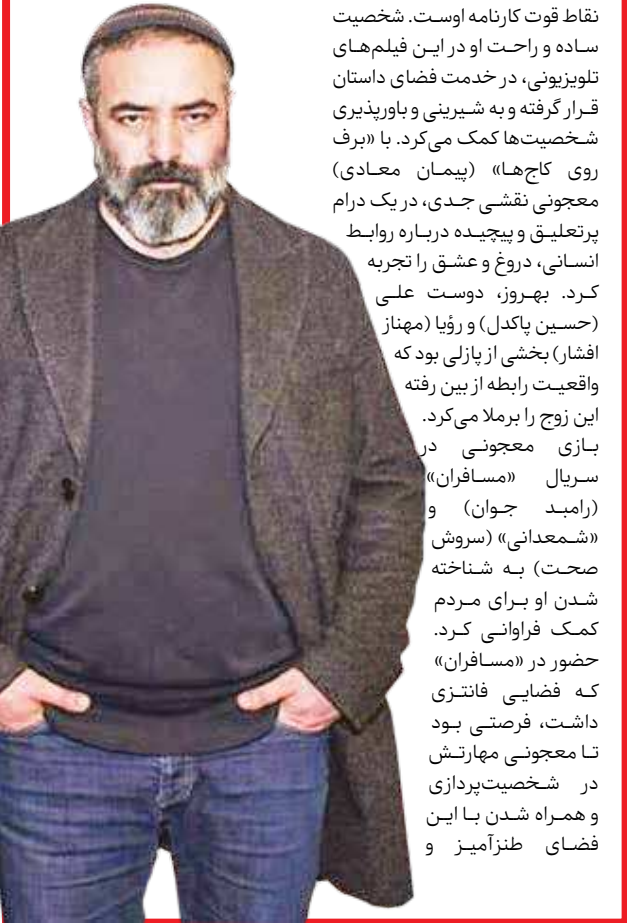 نقاط قوت کارنامه اوست. شخصیت
ساده و راحت او در این فیلم‌های
تلویزیونی، در خدمت فضای داستان
قرار گرفته و به شیرینی و باورپذیری
شخصیت‌ها کمک می‌کرد. با «برف
روی کاج‌ها» (پیمان معادی)
معجونی نقشی جدی، در یک درام
پرتعلیق و پیچیده درباره روابط
انسانی، دروغ و عشق را تجربه
کرد. بهروز، دوست علی
(حسین پاکدل) و رؤیا (مهناز
افشار) بخشی از پازلی بود که
واقعیت رابطه از بین رفته
این زوج را برملا می‌کرد.
بازی معجونی در
سریال «مسافران»
(رامبد جوان) و
«شمعدانی» (سروش
صحت) به شناخته
شدن او برای مردم
کمک فراوانی کرد.
حضور در «مسافران»
که فضایی فانتزی
داشت، فرصتی بود
تا معجونی مهارتش
در شخصیت‌پردازی
و همراه شدن با این
فضای طنزآمیز و